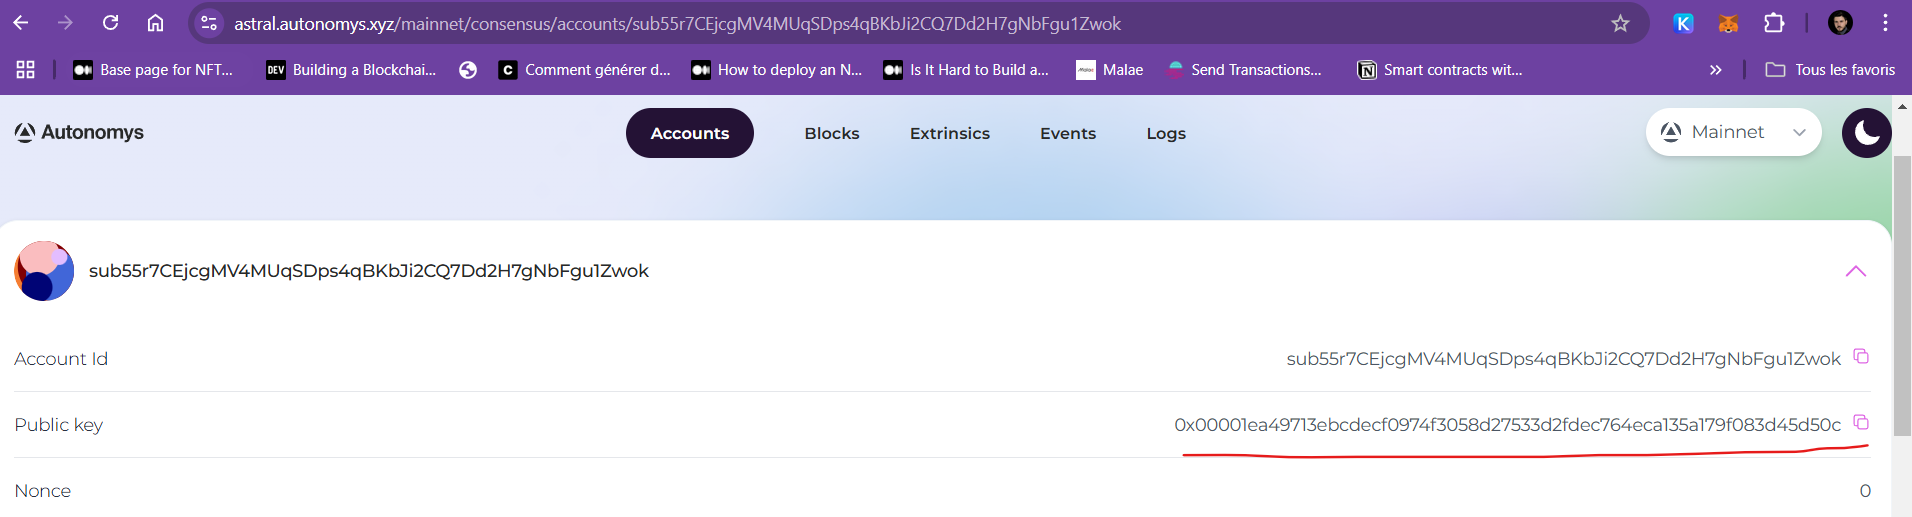 astral.autonomys.xyz/mainnet/consensus/accounts/sub55r7CEjcgMV4MUqSDps4qBKbJi2CQ7Dd2H7gNbFgu1Zwok
Base page for NFT... DEV Building a Blockchai... C Comment générer d... How to deploy an N... Is It Hard to Build a... Malae Malae Send Transactions... Smart contracts wit... » Tous les favoris
Autonomys Accounts Blocks Extrinsics Events Logs Mainnet
sub55r7CEjcgMV4MUqSDps4qBKbJi2CQ7Dd2H7gNbFgu1Zwok
Account Id sub55r7CEjcgMV4MUqSDps4qBKbJi2CQ7Dd2H7gNbFgu1Zwok
Public key 0x00001ea49713ebcdecf0974f3058d27533d2fdec764eca135a179f083d45d50c
Nonce 0